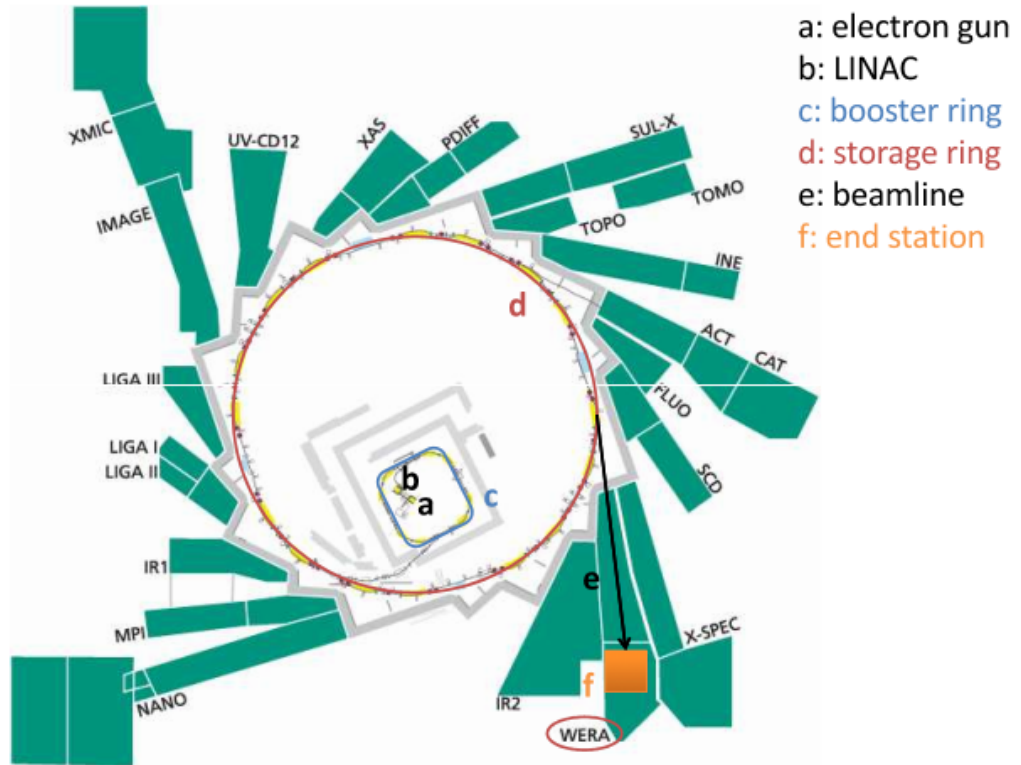 a: electron gun
b: LINAC
c: booster ring
d: storage ring
e: beamline
f: end station
XMIC
UV-CD12
XAS
PDIFF
SUL-X
TOMO
TOPO
IMAGE
INE
d
ACT
CAT
LIGA III
FLUO
LIGA I
LIGA II
b
a
c
SCD
IR1
e
MPI
X-SPEC
NANO
IR2
f
WERA